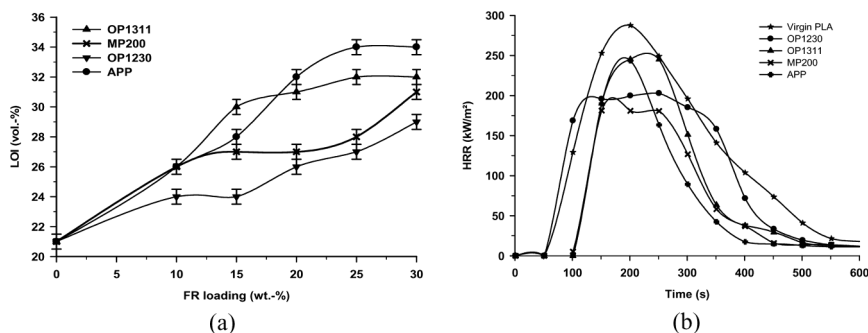 OP1311
MP200
OP1230
APP
LOI (vol.-%)
36
34
32
30
28
26
24
22
20
0
5
10
15
20
25
30
FR loading (wt.-%)
(a)
Virgin PLA
OP1230
OP1311
MP200
APP
HRR (kW/m²)
300
250
200
150
100
50
0
0
100
200
300
400
500
600
Time (s)
(b)